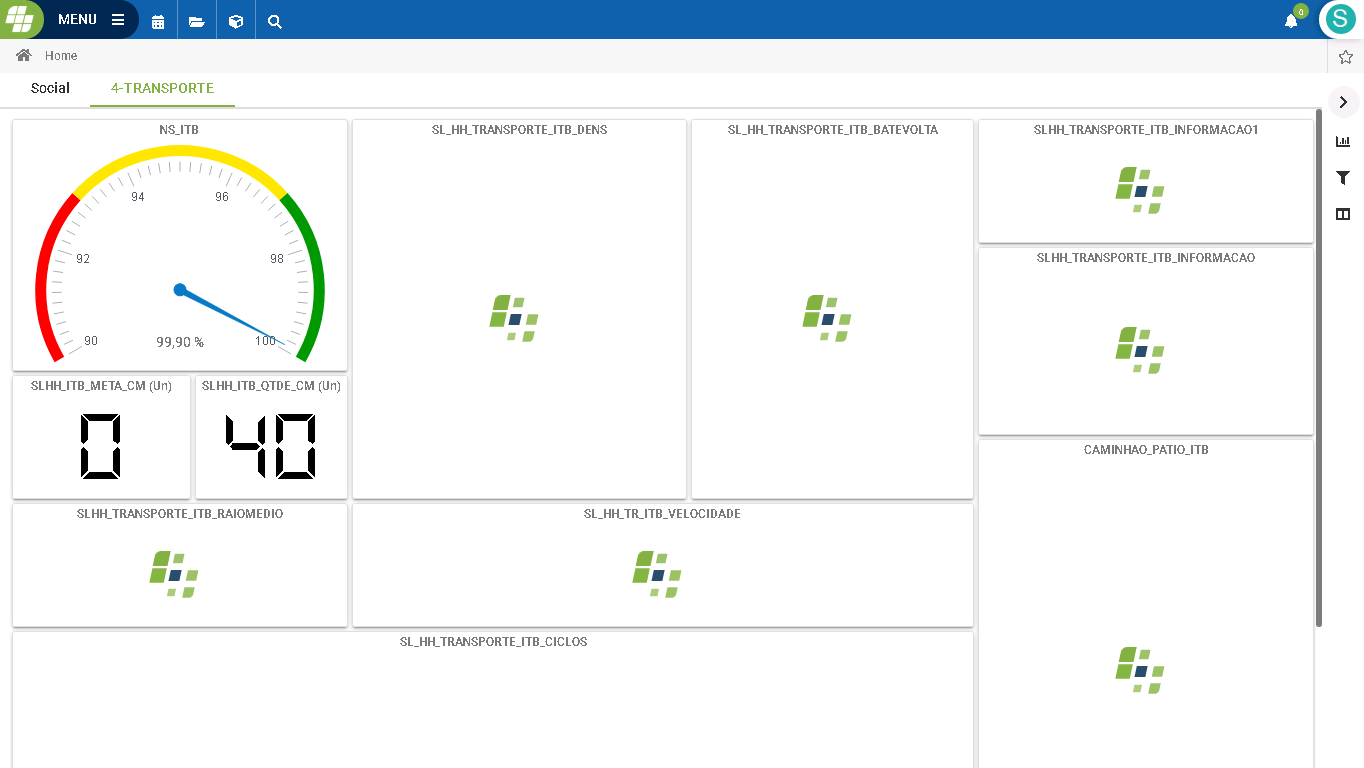 MENU
0
S
Home
Social
4-TRANSPORTE
NS_ITB
90
92
94
96
98
100
99,90 %
SL_HH_TRANSPORTE_ITB_DENS
SL_HH_TRANSPORTE_ITB_BATEVOLTA
SLHH_TRANSPORTE_ITB_INFORMACAO1
SLHH_TRANSPORTE_ITB_INFORMACAO
SLHH_ITB_META_CM (Un)
0
SLHH_ITB_QTDE_CM (Un)
40
CAMINHAO_PATIO_ITB
SLHH_TRANSPORTE_ITB_RAIOMEDIO
SL_HH_TR_ITB_VELOCIDADE
SL_HH_TRANSPORTE_ITB_CICLOS